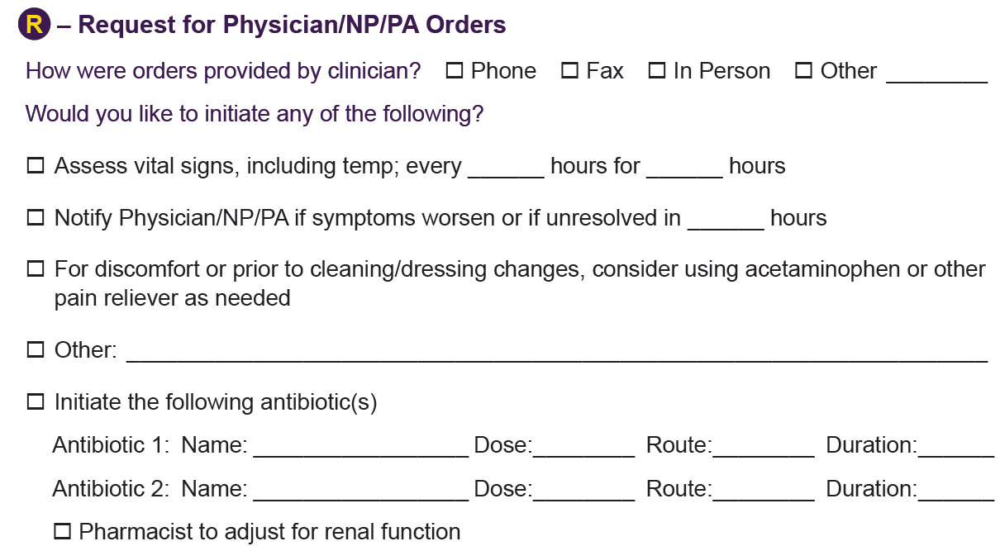 R – Request for Physician/NP/PA Orders
How were orders provided by clinician? ☐ Phone ☐ Fax ☐ In Person ☐ Other ________
Would you like to initiate any of the following?
☐ Assess vital signs, including temp; every ______ hours for ______ hours
☐ Notify Physician/NP/PA if symptoms worsen or if unresolved in ______ hours
☐ For discomfort or prior to cleaning/dressing changes, consider using acetaminophen or other
pain reliever as needed
☐ Other: ____________________________________________________________________
☐ Initiate the following antibiotic(s)
Antibiotic 1: Name: _________________ Dose:________ Route:________ Duration:______
Antibiotic 2: Name: _________________ Dose:________ Route:________ Duration:______
☐ Pharmacist to adjust for renal function